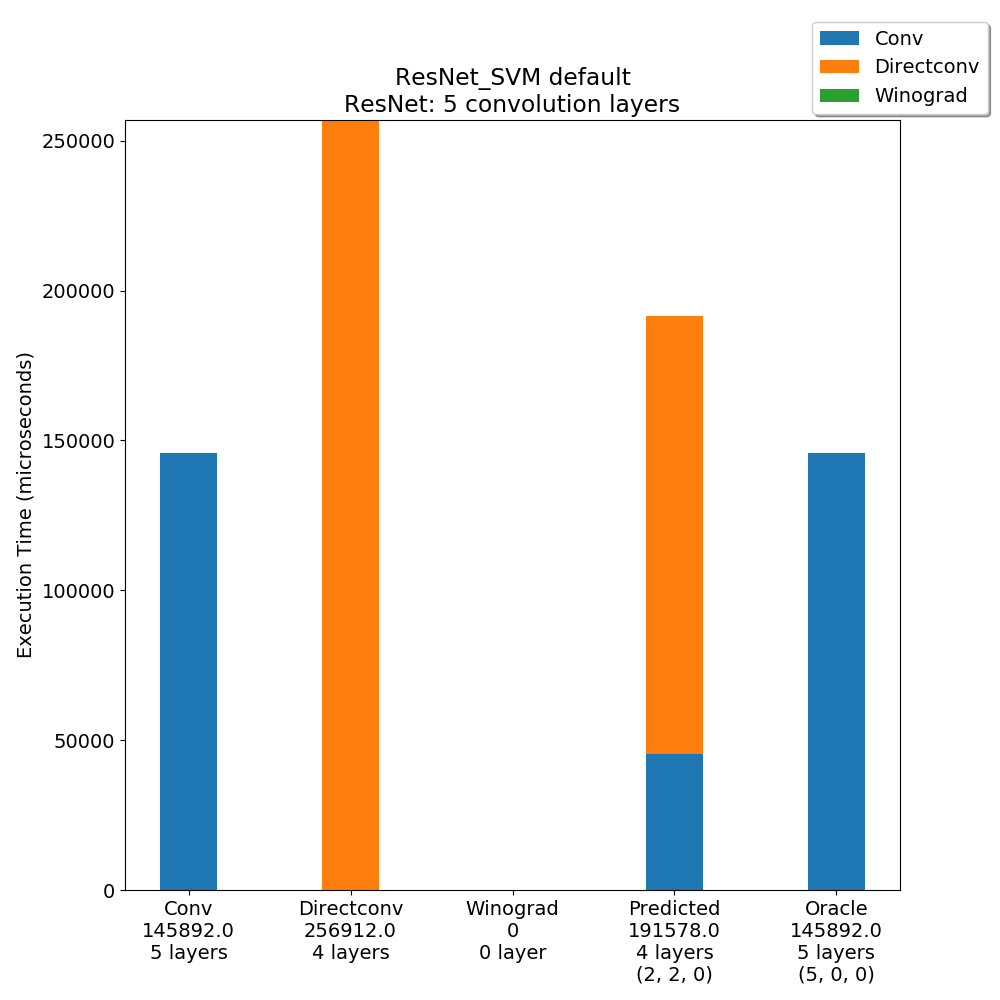 Conv
Directconv
Winograd
ResNet_SVM default
ResNet: 5 convolution layers
Execution Time (microseconds)
250000
200000
150000
100000
50000
0
Conv
145892.0
5 layers
Directconv
256912.0
4 layers
Winograd
0
0 layer
Predicted
191578.0
4 layers
(2, 2, 0)
Oracle
145892.0
5 layers
(5, 0, 0)